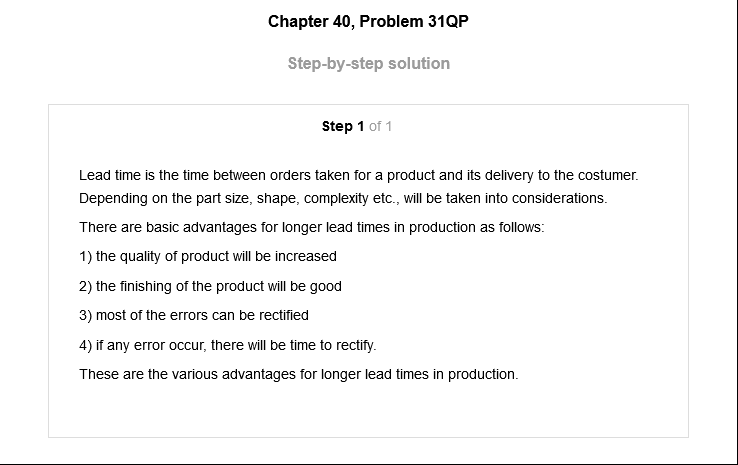 Chapter 40, Problem 31QP
Step-by-step solution
Step 1 of 1
Lead time is the time between orders taken for a product and its delivery to the costumer.
Depending on the part size, shape, complexity etc., will be taken into considerations.
There are basic advantages for longer lead times in production as follows:
1) the quality of product will be increased
2) the finishing of the product will be good
3) most of the errors can be rectified
4) if any error occur, there will be time to rectify.
These are the various advantages for longer lead times in production.